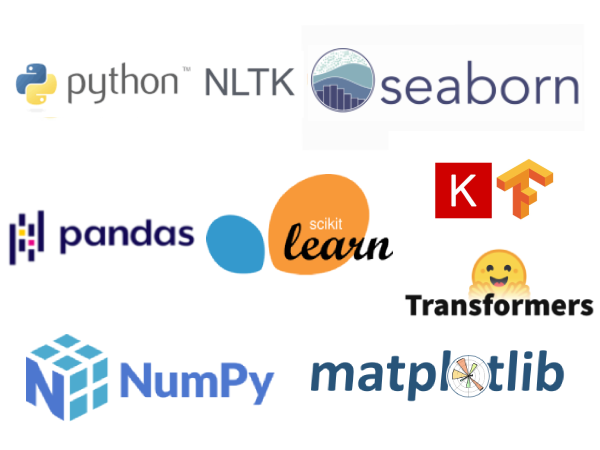 python™ NLTK
seaborn
K
pandas
scikit
learn
Transformers
NumPy
matplotlib